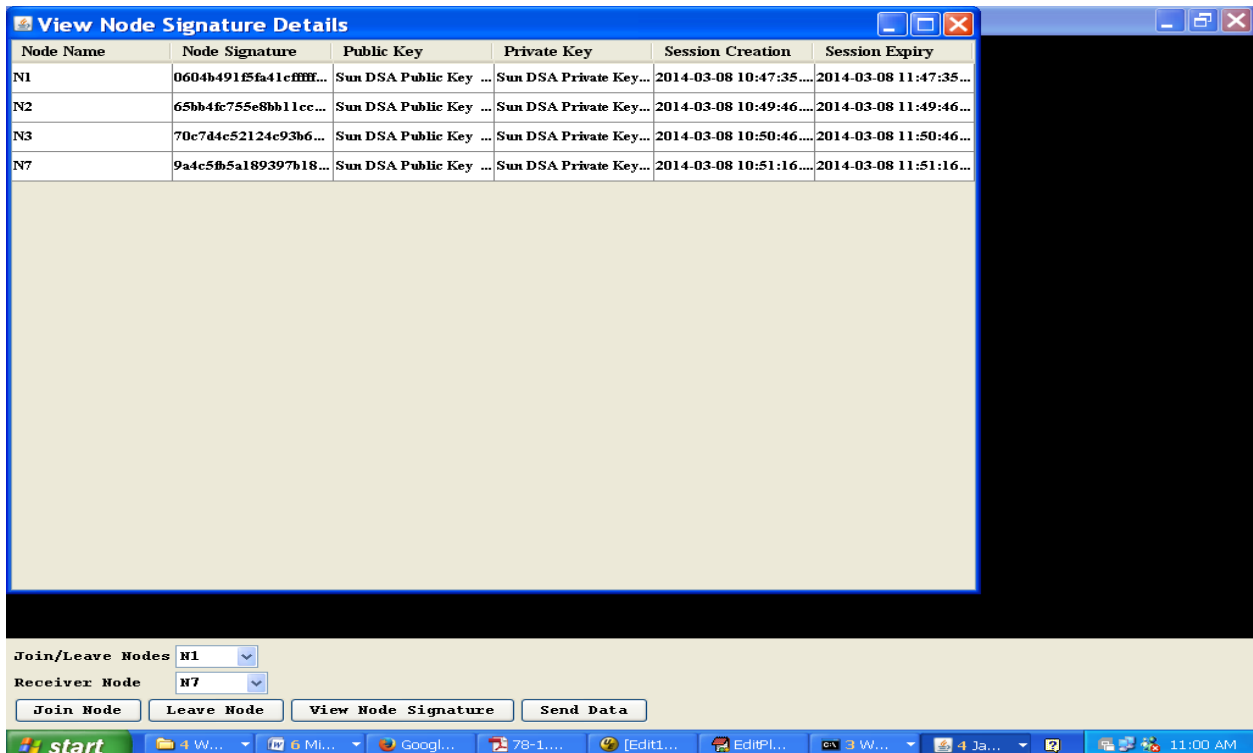 View Node Signature Details
Node Name Node Signature Public Key Private Key Session Creation Session Expiry
N1 0604b491f5fa41cfffff... Sun DSA Public Key ... Sun DSA Private Key... 2014-03-08 10:47:35.... 2014-03-08 11:47:35...
N2 65bb4fc755e8bb11cc... Sun DSA Public Key ... Sun DSA Private Key... 2014-03-08 10:49:46.... 2014-03-08 11:49:46...
N3 70c7d4c52124c93b6... Sun DSA Public Key ... Sun DSA Private Key... 2014-03-08 10:50:46.... 2014-03-08 11:50:46...
N7 9a4c5fb5a189397b18... Sun DSA Public Key ... Sun DSA Private Key... 2014-03-08 10:51:16.... 2014-03-08 11:51:16...
Join/Leave Nodes N1
Receiver Node N7
Join Node Leave Node View Node Signature Send Data
start 4 W... 6 Mi... Googl... 78-1.... [Edit1... EditPl... 3 W... 4 Ja... 11:00 AM